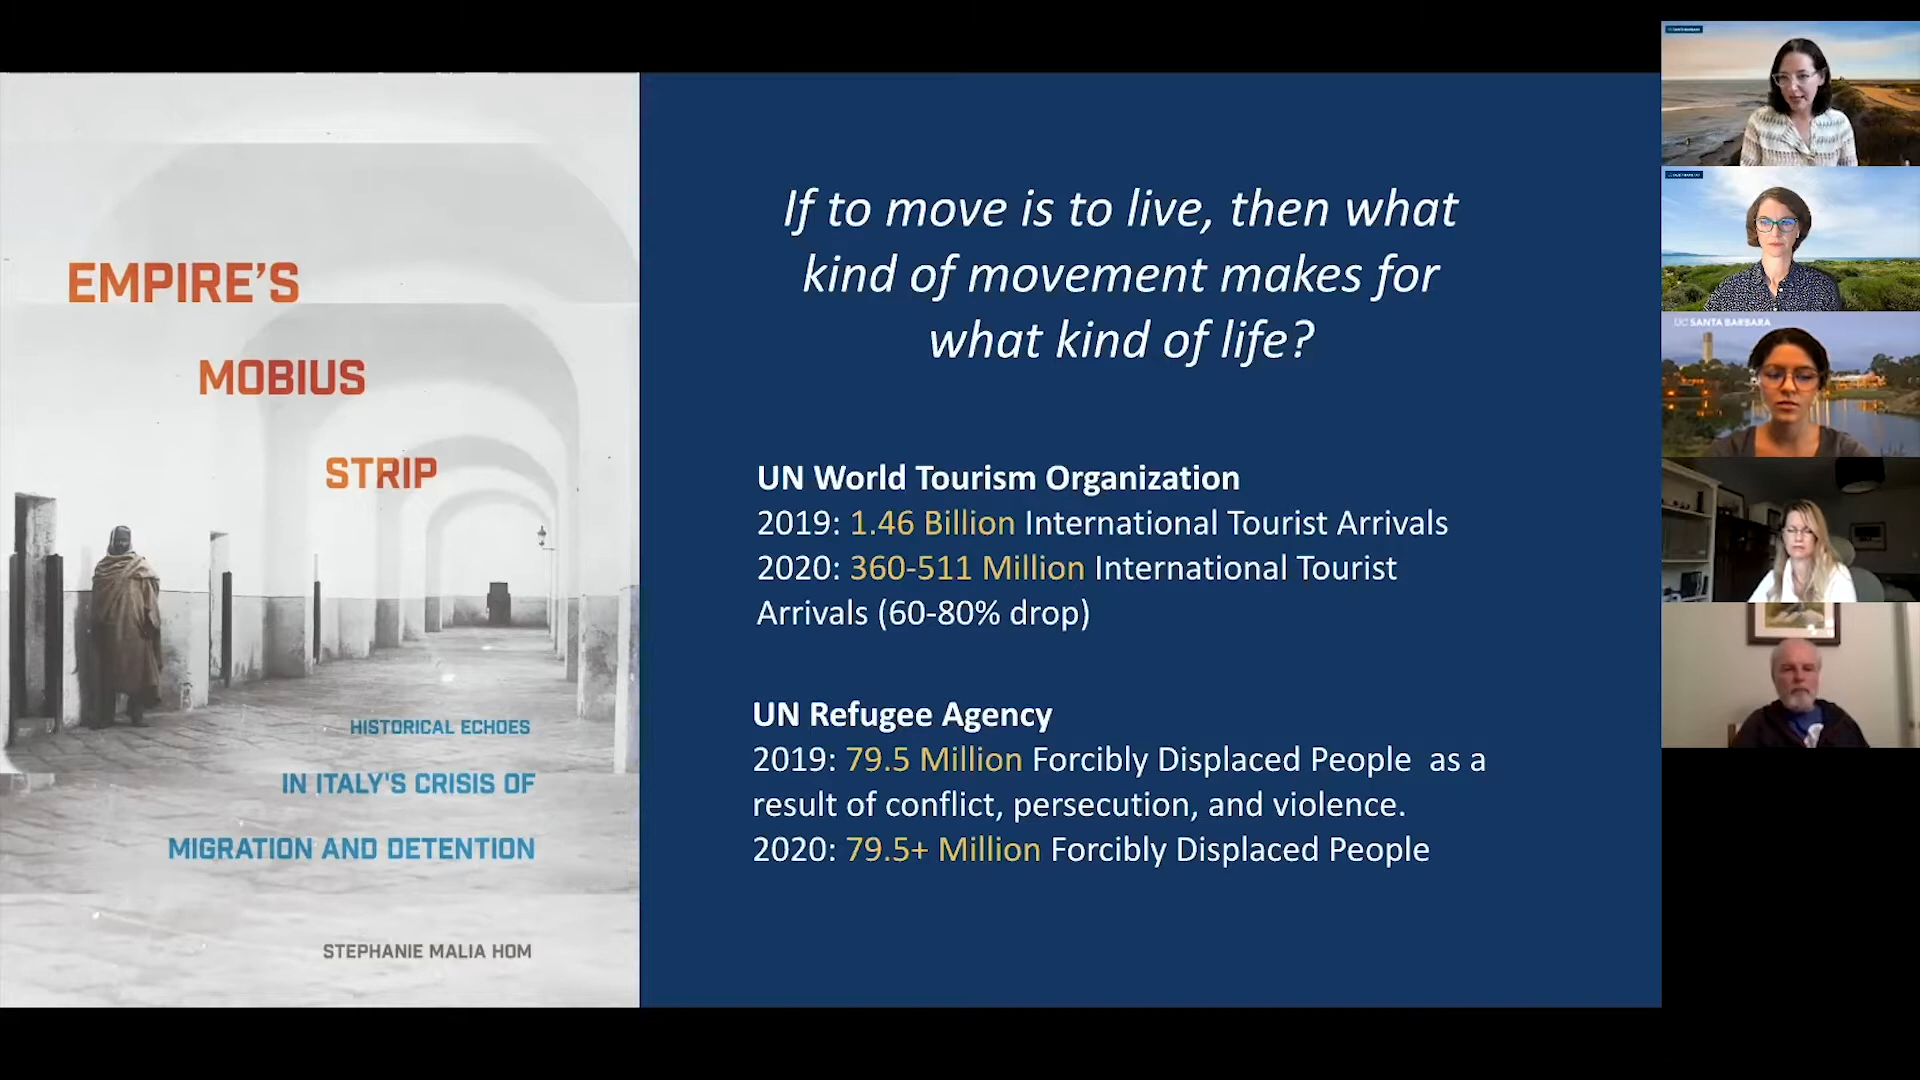 EMPIRE'S
MOBIUS
STRIP
HISTORICAL ECHOES
IN ITALY'S CRISIS OF
MIGRATION AND DETENTION
STEPHANIE MALIA HOM
If to move is to live, then what
kind of movement makes for
what kind of life?
UN World Tourism Organization
2019: 1.46 Billion International Tourist Arrivals
2020: 360-511 Million International Tourist
Arrivals (60-80% drop)
UN Refugee Agency
2019: 79.5 Million Forcibly Displaced People as a
result of conflict, persecution, and violence.
2020: 79.5+ Million Forcibly Displaced People
UC SANTA BARBARA